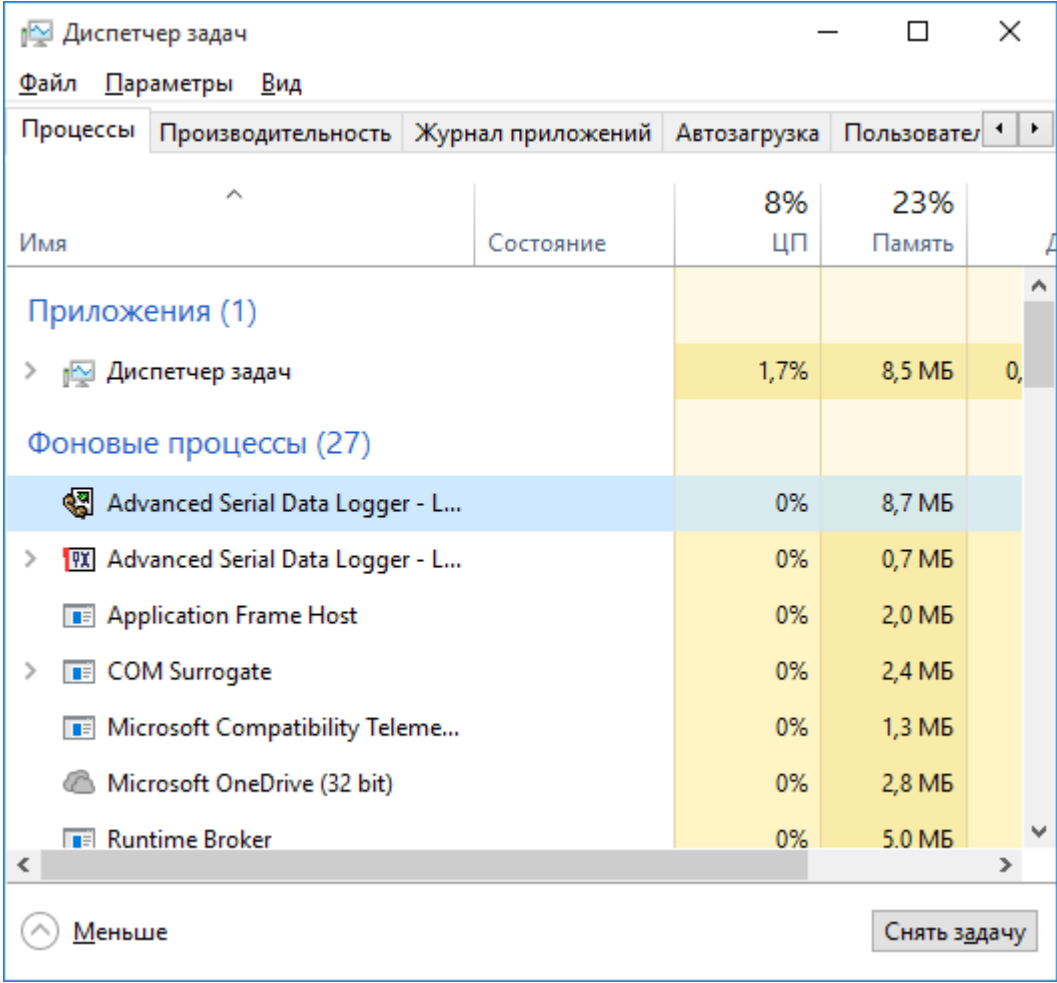 Диспетчер задач
Файл Параметры Вид
Процессы Производительность Журнал приложений Автозагрузка Пользовател
8% 23%
Имя Состояние ЦП Память Д
Приложения (1)
Диспетчер задач 1,7% 8,5 МБ 0,
Фоновые процессы (27)
Advanced Serial Data Logger - L... 0% 8,7 МБ
Advanced Serial Data Logger - L... 0% 0,7 МБ
Application Frame Host 0% 2,0 МБ
COM Surrogate 0% 2,4 МБ
Microsoft Compatibility Teleme... 0% 1,3 МБ
Microsoft OneDrive (32 bit) 0% 2,8 МБ
Runtime Broker 0% 5,0 МБ
Меньше Снять задачу